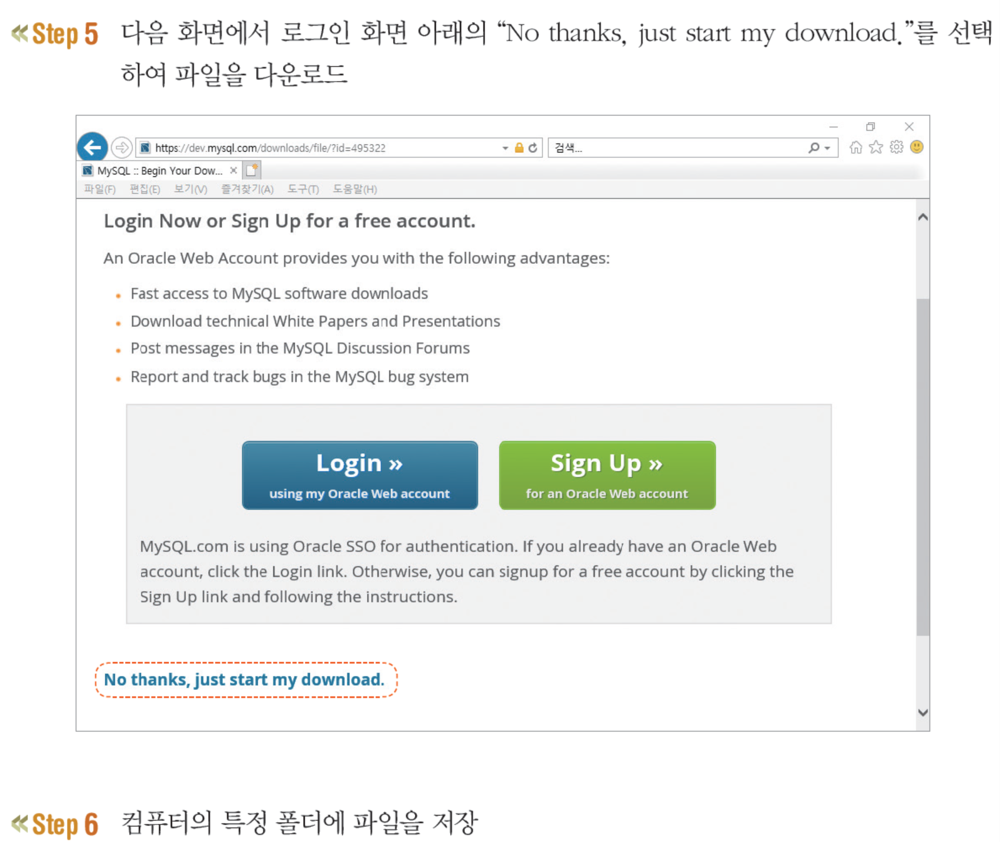 Step 5 다음 화면에서 로그인 화면 아래의 “No thanks, just start my download.”를 선택
하여 파일을 다운로드
https://dev.mysql.com/downloads/file/?id=495322
검색...
MySQL :: Begin Your Dow...
파일(F) 편집(E) 보기(V) 즐겨찾기(A) 도구(T) 도움말(H)
Login Now or Sign Up for a free account.
An Oracle Web Account provides you with the following advantages:
Fast access to MySQL software downloads
Download technical White Papers and Presentations
Post messages in the MySQL Discussion Forums
Report and track bugs in the MySQL bug system
Login »
using my Oracle Web account
Sign Up »
for an Oracle Web account
MySQL.com is using Oracle SSO for authentication. If you already have an Oracle Web
account, click the Login link. Otherwise, you can signup for a free account by clicking the
Sign Up link and following the instructions.
No thanks, just start my download.
Step 6 컴퓨터의 특정 폴더에 파일을 저장